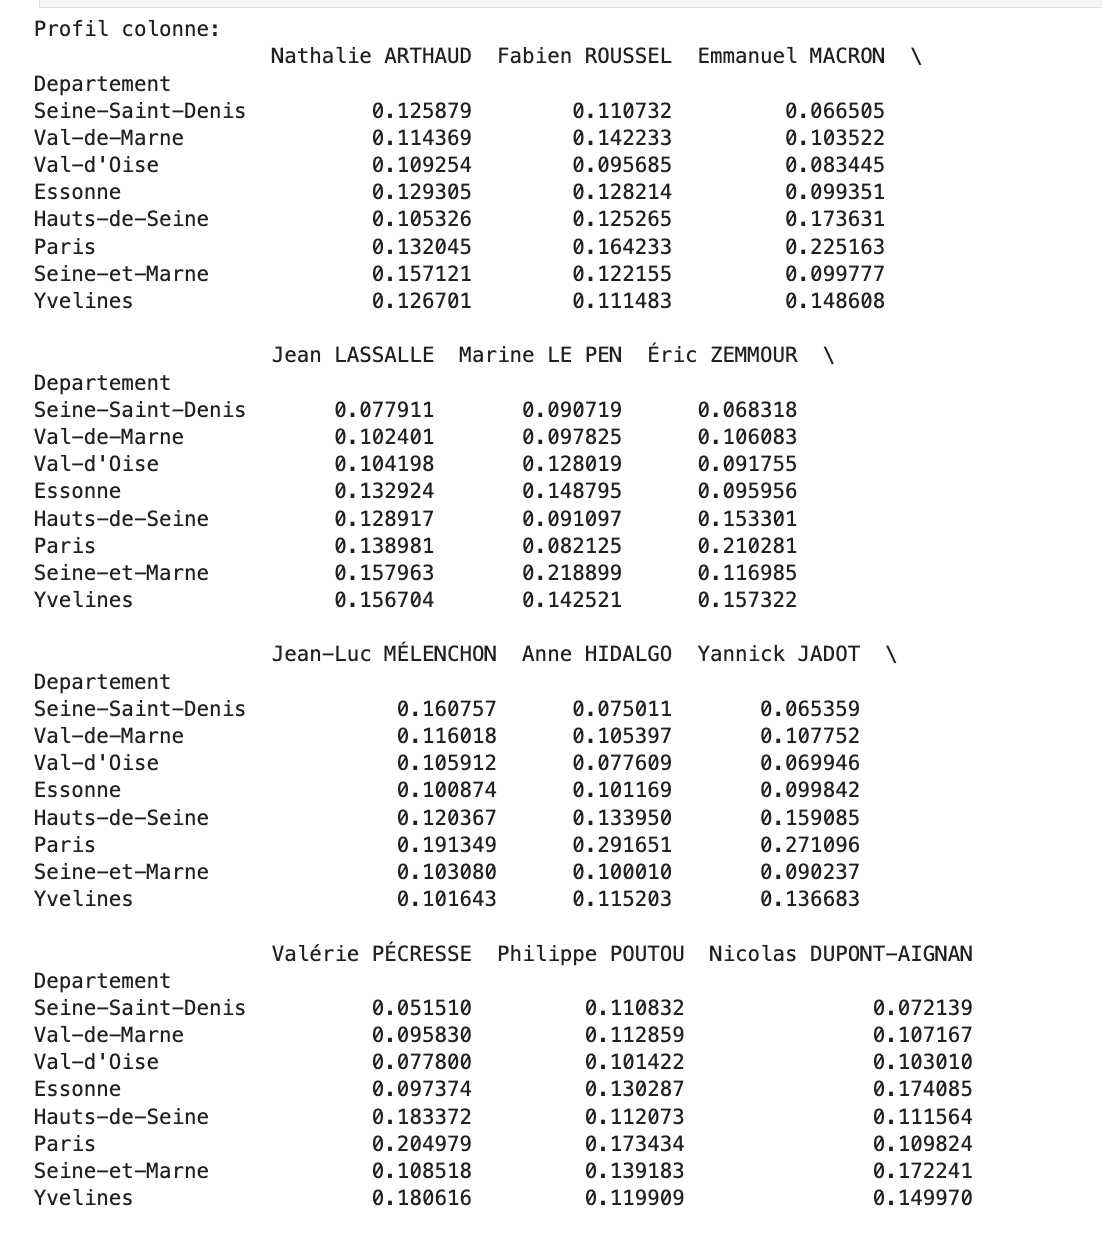 Profil colonne:
Nathalie ARTHAUD  Fabien ROUSSEL  Emmanuel MACRON  \
Departement
Seine-Saint-Denis  0.125879  0.110732  0.066505
Val-de-Marne  0.114369  0.142233  0.103522
Val-d'Oise  0.109254  0.095685  0.083445
Essonne  0.129305  0.128214  0.099351
Hauts-de-Seine  0.105326  0.125265  0.173631
Paris  0.132045  0.164233  0.225163
Seine-et-Marne  0.157121  0.122155  0.099777
Yvelines  0.126701  0.111483  0.148608
Jean LASSALLE  Marine LE PEN  Éric ZEMMOUR  \
Departement
Seine-Saint-Denis  0.077911  0.090719  0.068318
Val-de-Marne  0.102401  0.097825  0.106083
Val-d'Oise  0.104198  0.128019  0.091755
Essonne  0.132924  0.148795  0.095956
Hauts-de-Seine  0.128917  0.091097  0.153301
Paris  0.138981  0.082125  0.210281
Seine-et-Marne  0.157963  0.218899  0.116985
Yvelines  0.156704  0.142521  0.157322
Jean-Luc MÉLENCHON  Anne HIDALGO  Yannick JADOT  \
Departement
Seine-Saint-Denis  0.160757  0.075011  0.065359
Val-de-Marne  0.116018  0.105397  0.107752
Val-d'Oise  0.105912  0.077609  0.069946
Essonne  0.100874  0.101169  0.099842
Hauts-de-Seine  0.120367  0.133950  0.159085
Paris  0.191349  0.291651  0.271096
Seine-et-Marne  0.103080  0.100010  0.090237
Yvelines  0.101643  0.115203  0.136683
Valérie PÉCRESSE  Philippe POUTOU  Nicolas DUPONT-AIGNAN
Departement
Seine-Saint-Denis  0.051510  0.110832  0.072139
Val-de-Marne  0.095830  0.112859  0.107167
Val-d'Oise  0.077800  0.101422  0.103010
Essonne  0.097374  0.130287  0.174085
Hauts-de-Seine  0.183372  0.112073  0.111564
Paris  0.204979  0.173434  0.109824
Seine-et-Marne  0.108518  0.139183  0.172241
Yvelines  0.180616  0.119909  0.149970